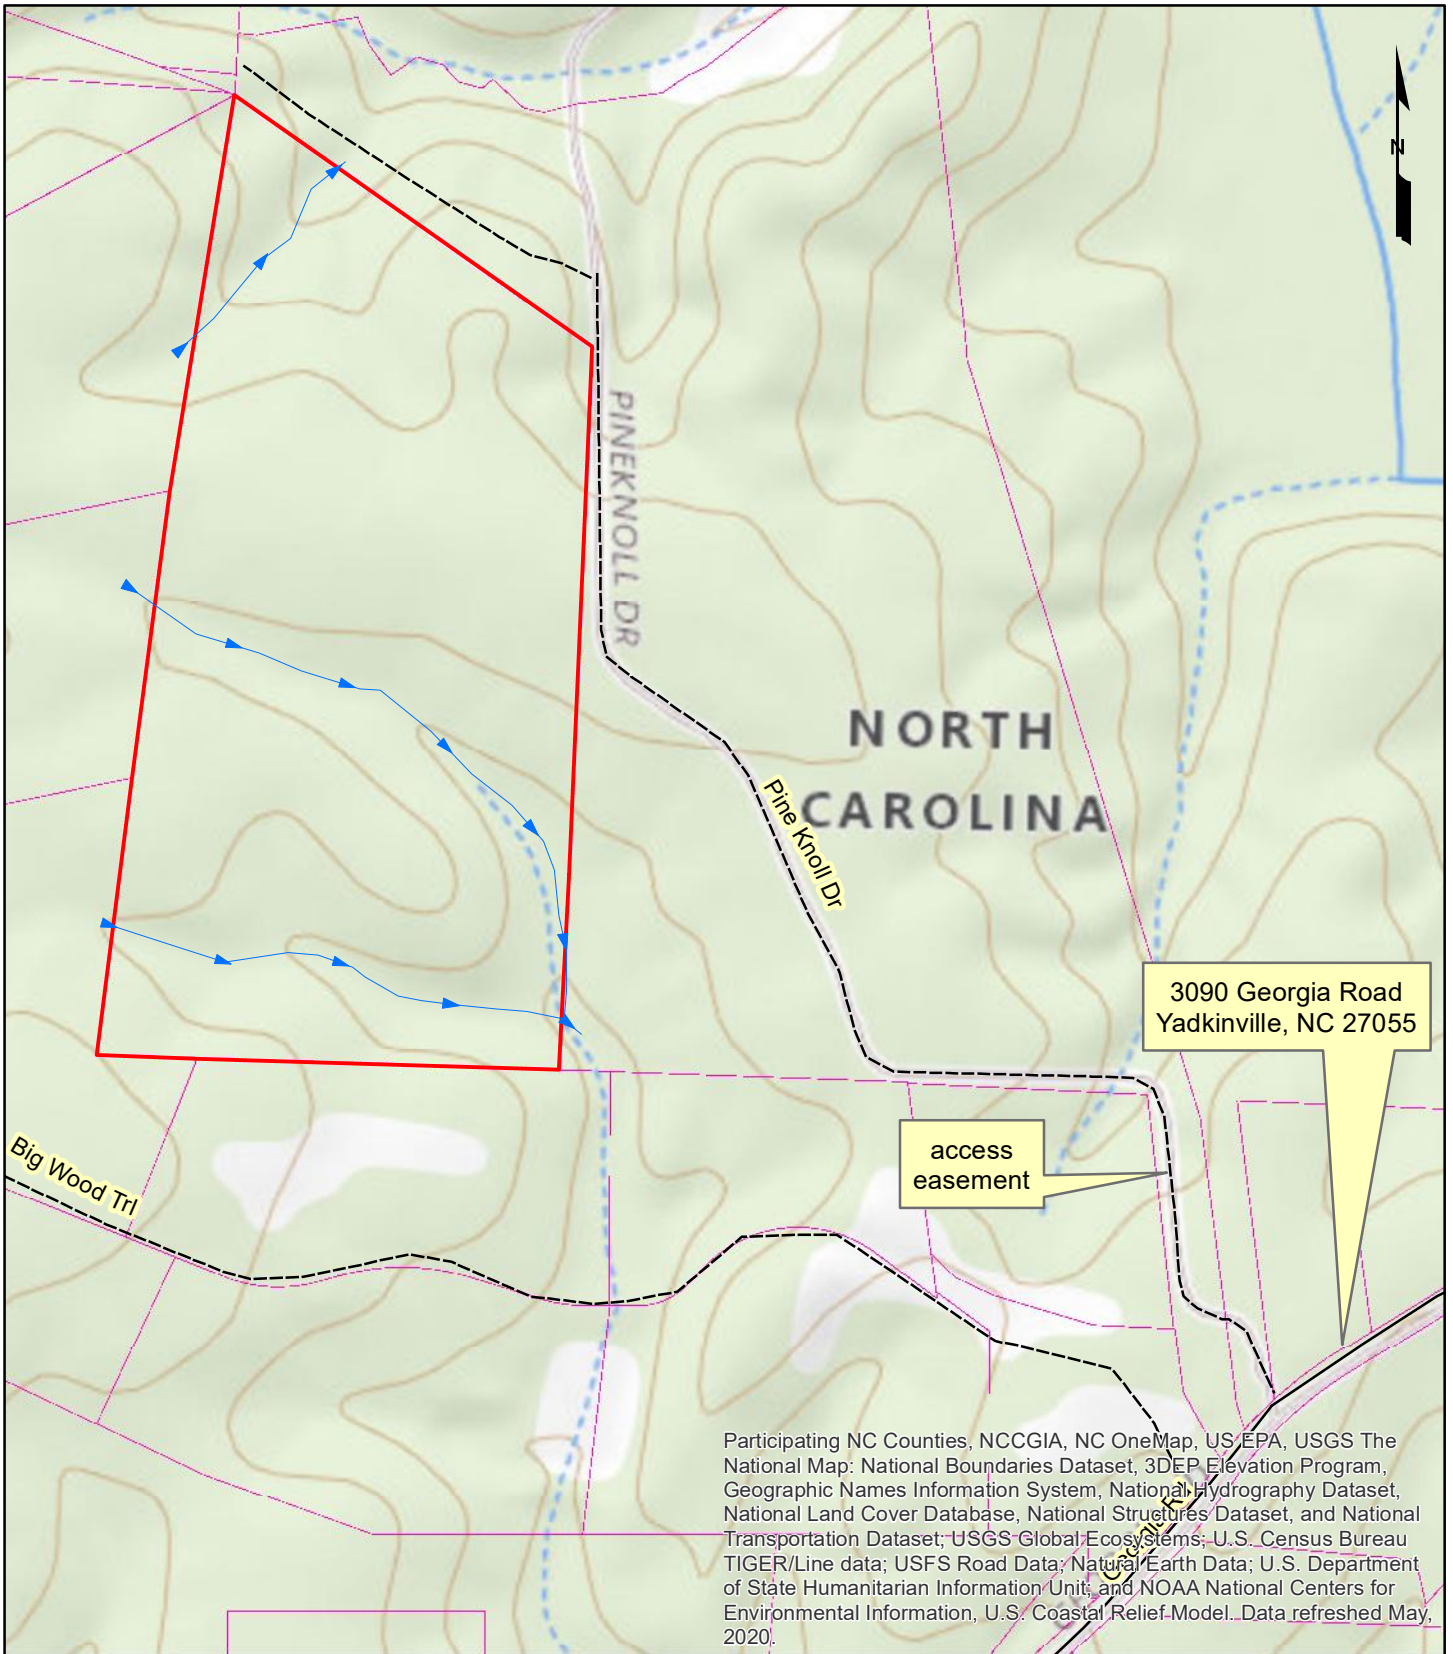 N
PINEKNOLL DR
NORTH
CAROLINA
Pine Knoll Dr
3090 Georgia Road
Yadkinville, NC 27055
access
easement
Big Wood Trl
Georgia Rd
Participating NC Counties, NCCGIA, NC OneMap, US EPA, USGS The
National Map: National Boundaries Dataset, 3DEP Elevation Program,
Geographic Names Information System, National Hydrography Dataset,
National Land Cover Database, National Structures Dataset, and National
Transportation Dataset; USGS Global Ecosystems; U.S. Census Bureau
TIGER/Line data; USFS Road Data; Natural Earth Data; U.S. Department
of State Humanitarian Information Unit; and NOAA National Centers for
Environmental Information, U.S. Coastal Relief Model. Data refreshed May,
2020.